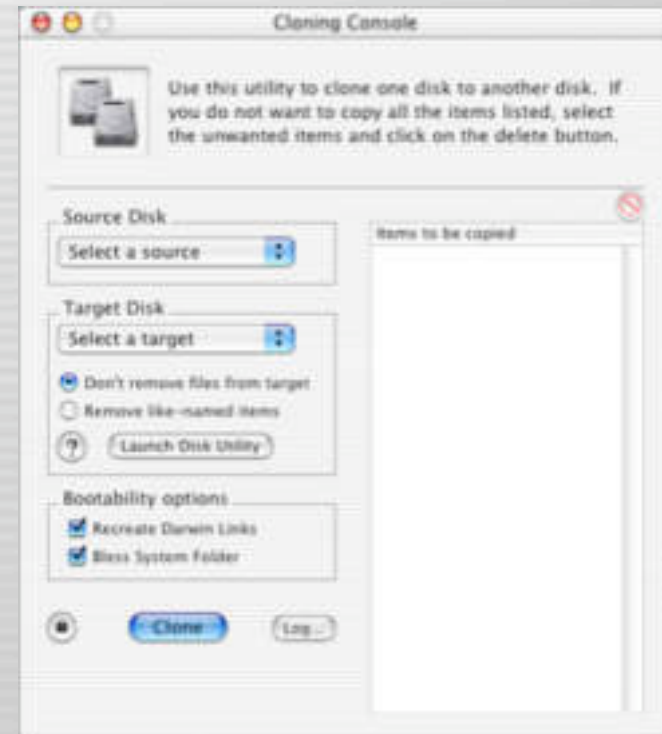 Cloning Console
Use this utility to clone one disk to another disk. If
you do not want to copy all the items listed, select
the unwanted items and click on the delete button.
Source Disk
Select a source
Target Disk
Select a target
Don't remove files from target
Remove like-named items
?
Launch Disk Utility
Bootability options
Recreate Darwin Links
Bless System Folder
Clone
Log...
Items to be copied